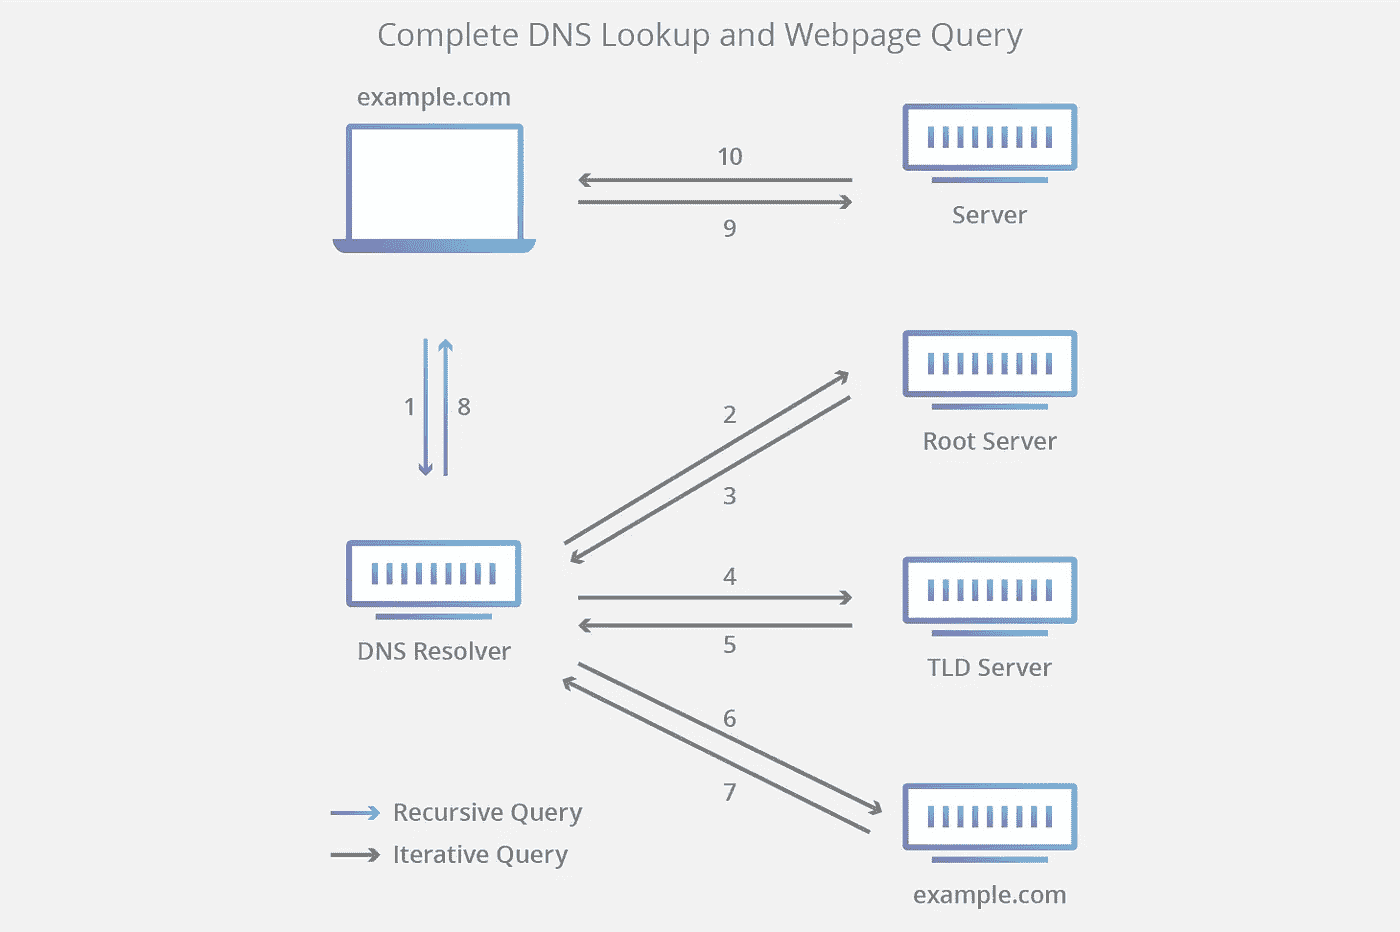 Complete DNS Lookup and Webpage Query
example.com
10
9
Server
1
8
2
3
Root Server
4
5
DNS Resolver
TLD Server
6
7
Recursive Query
Iterative Query
example.com